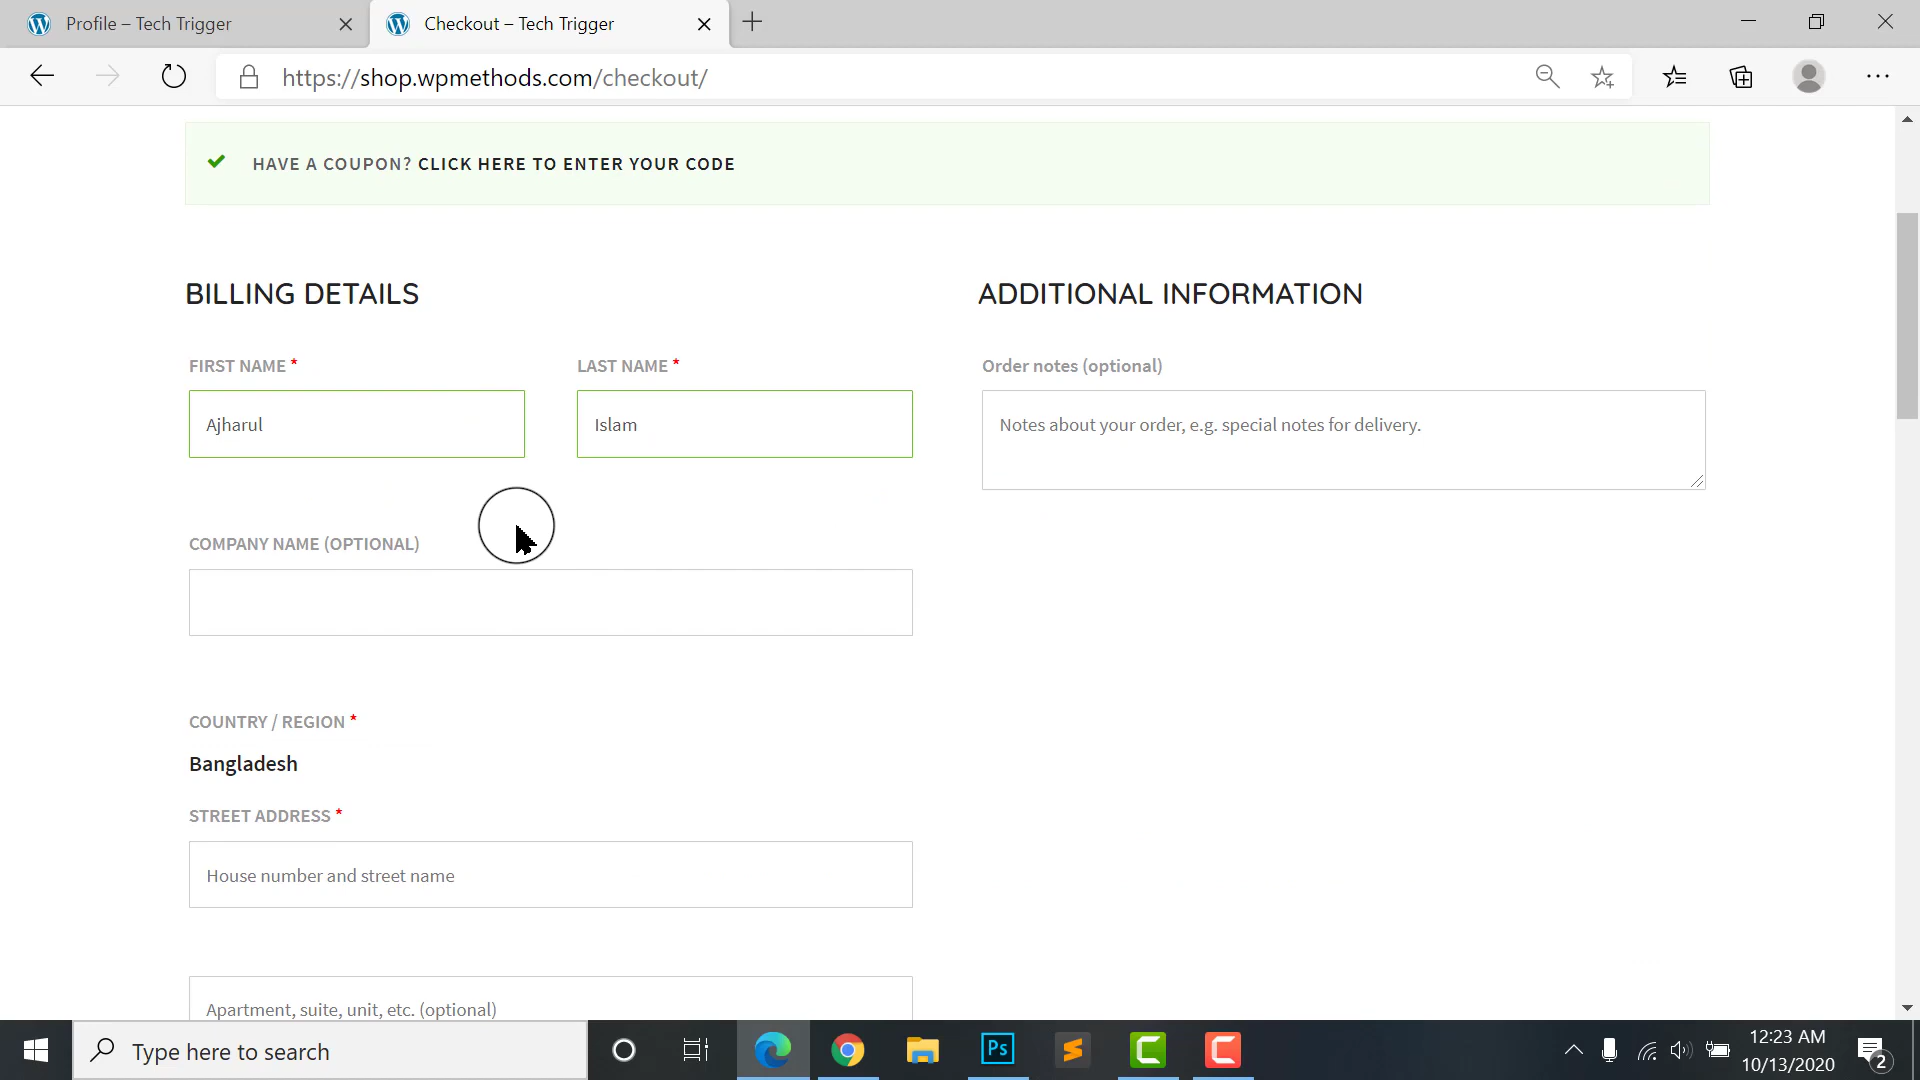 Profile – Tech Trigger
Checkout – Tech Trigger
https://shop.wpmethods.com/checkout/
HAVE A COUPON? CLICK HERE TO ENTER YOUR CODE
BILLING DETAILS
ADDITIONAL INFORMATION
FIRST NAME *
LAST NAME *
Order notes (optional)
Ajharul
Islam
Notes about your order, e.g. special notes for delivery.
COMPANY NAME (OPTIONAL)
COUNTRY / REGION *
Bangladesh
STREET ADDRESS *
House number and street name
Apartment, suite, unit, etc. (optional)
Type here to search
Ps
12:23 AM
10/13/2020
2